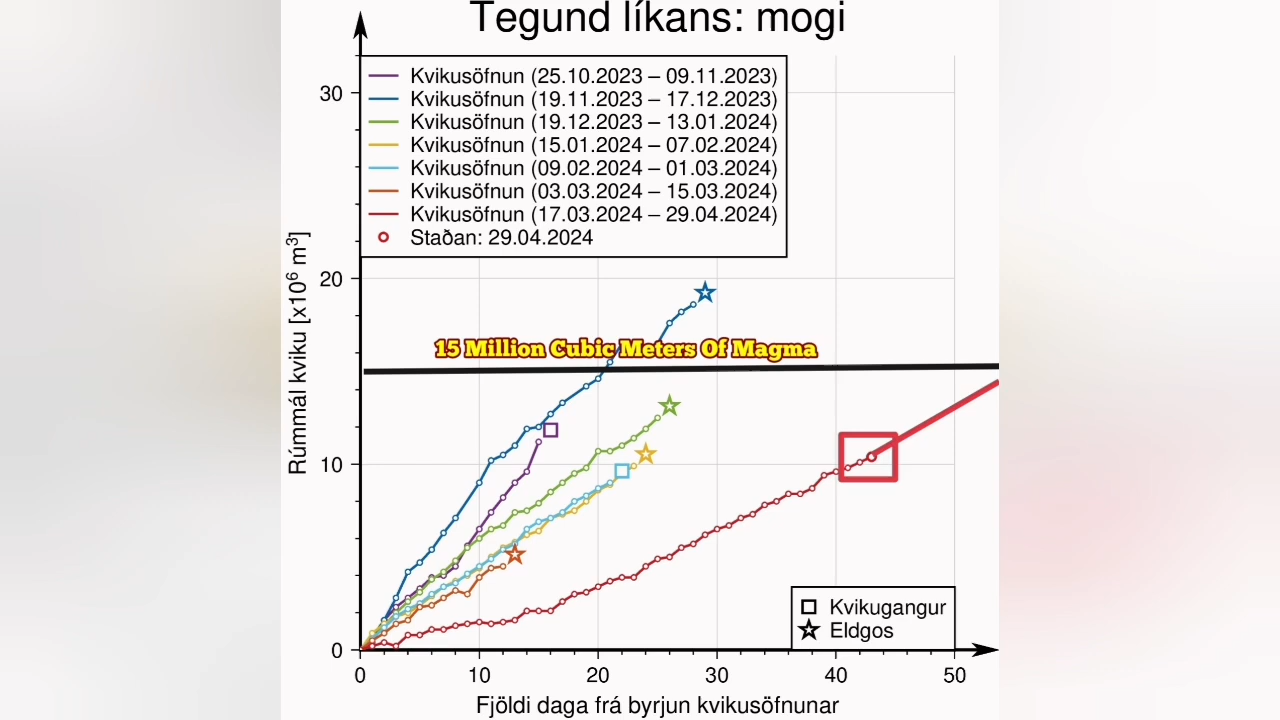 Tegund líkans: mogi
Kvikusöfnun (25.10.2023 – 09.11.2023)
Kvikusöfnun (19.11.2023 – 17.12.2023)
Kvikusöfnun (19.12.2023 – 13.01.2024)
Kvikusöfnun (15.01.2024 – 07.02.2024)
Kvikusöfnun (09.02.2024 – 01.03.2024)
Kvikusöfnun (03.03.2024 – 15.03.2024)
Kvikusöfnun (17.03.2024 – 29.04.2024)
Staðan: 29.04.2024
Rúmmál kviku [x10⁶ m³]
30
20
10
0
15 Million Cubic Meters Of Magma
Kvikugangur
Eldgos
0 10 20 30 40 50
Fjöldi daga frá byrjun kvikusöfnunar